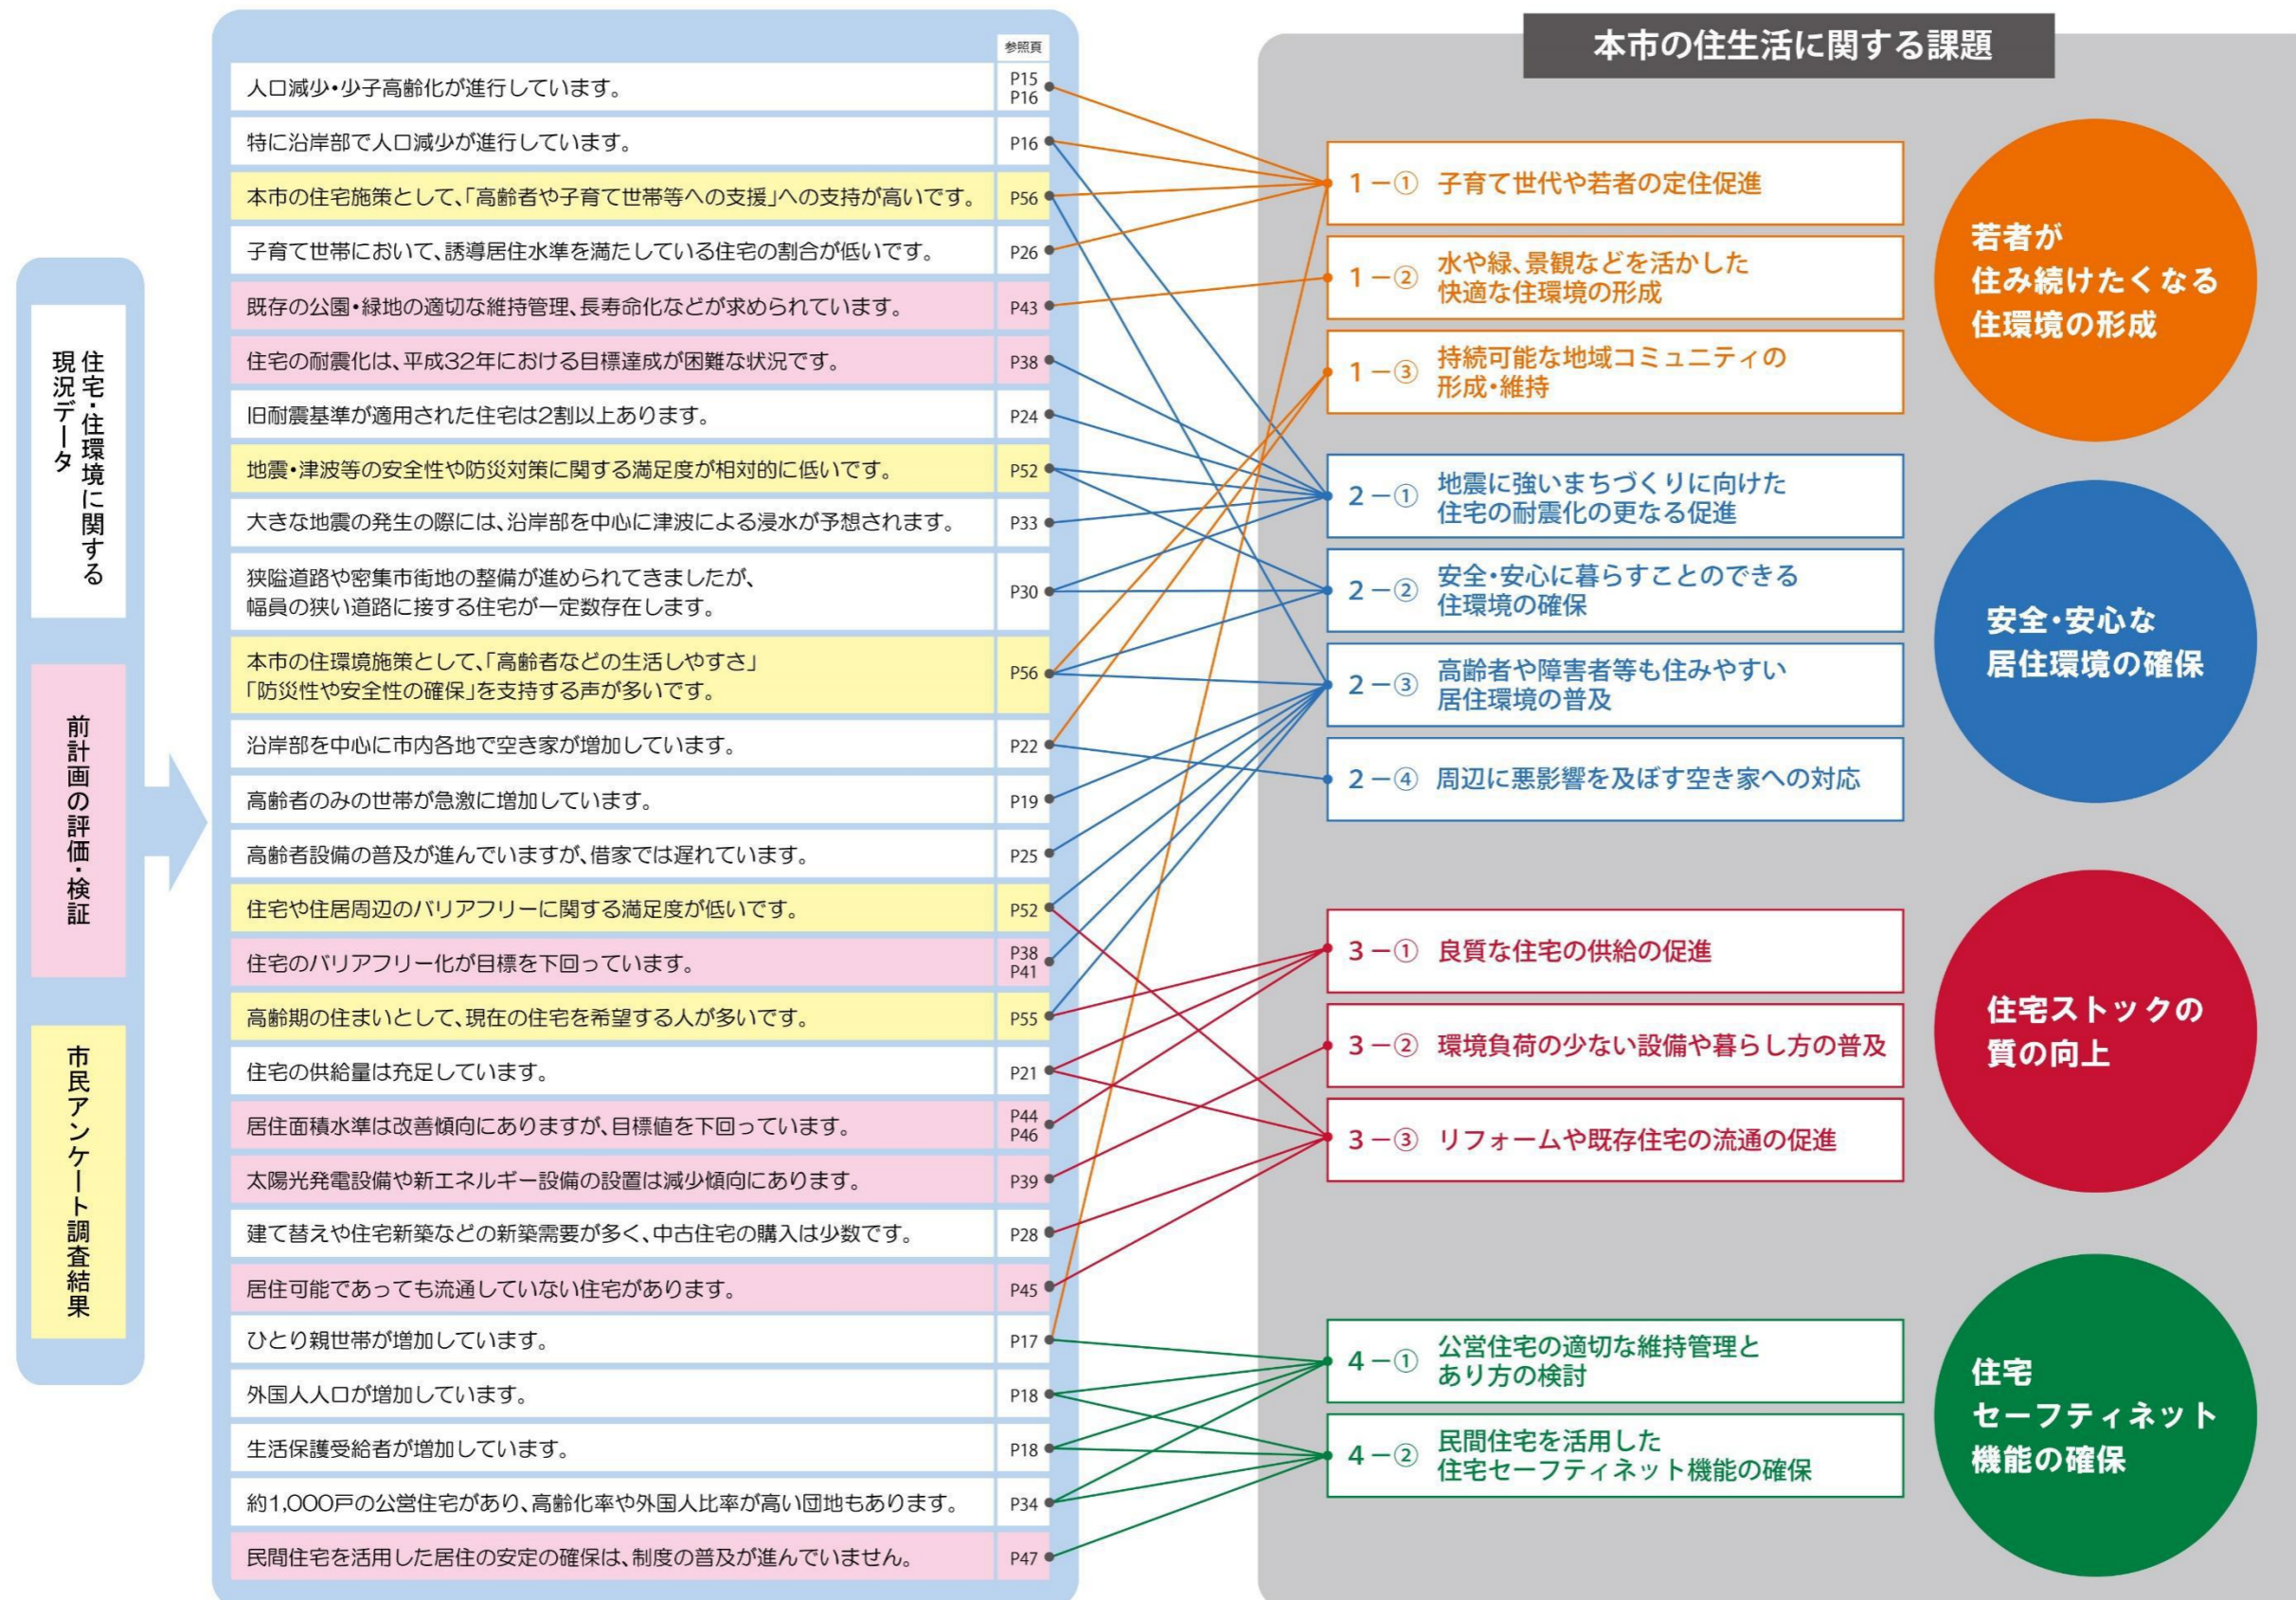 住宅・住環境に関する
現況データ
前計画の評価・検証
市民アンケート調査結果
参照頁
人口減少・少子高齢化が進行しています。
P15
P16
特に沿岸部で人口減少が進行しています。
P16
本市の住宅施策として、「高齢者や子育て世帯等への支援」への支持が高いです。
P56
子育て世帯において、誘導居住水準を満たしている住宅の割合が低いです。
P26
既存の公園・緑地の適切な維持管理、長寿命化などが求められています。
P43
住宅の耐震化は、平成32年における目標達成が困難な状況です。
P38
旧耐震基準が適用された住宅は2割以上あります。
P24
地震・津波等の安全性や防災対策に関する満足度が相対的に低いです。
P52
大きな地震の発生の際には、沿岸部を中心に津波による浸水が予想されます。
P33
狭隘道路や密集市街地の整備が進められてきましたが、
幅員の狭い道路に接する住宅が一定数存在します。
P30
本市の住環境施策として、「高齢者などの生活しやすさ」
「防災性や安全性の確保」を支持する声が多いです。
P56
沿岸部を中心に市内各地で空き家が増加しています。
P22
高齢者のみの世帯が急激に増加しています。
P19
高齢者設備の普及が進んでいますが、借家では遅れています。
P25
住宅や住居周辺のバリアフリーに関する満足度が低いです。
P52
住宅のバリアフリー化が目標を下回っています。
P38
P41
高齢期の住まいとして、現在の住宅を希望する人が多いです。
P55
住宅の供給量は充足しています。
P21
居住面積水準は改善傾向にありますが、目標値を下回っています。
P44
P46
太陽光発電設備や新エネルギー設備の設置は減少傾向にあります。
P39
建て替えや住宅新築などの新築需要が多く、中古住宅の購入は少数です。
P28
居住可能であっても流通していない住宅があります。
P45
ひとり親世帯が増加しています。
P17
外国人人口が増加しています。
P18
生活保護受給者が増加しています。
P18
約1,000戸の公営住宅があり、高齢化率や外国人比率が高い団地もあります。
P34
民間住宅を活用した居住の安定の確保は、制度の普及が進んでいません。
P47
本市の住生活に関する課題
1－① 子育て世代や若者の定住促進
1－② 水や緑、景観などを活かした
快適な住環境の形成
1－③ 持続可能な地域コミュニティの
形成・維持
若者が
住み続けたくなる
住環境の形成
2－① 地震に強いまちづくりに向けた
住宅の耐震化の更なる促進
2－② 安全・安心に暮らすことのできる
住環境の確保
2－③ 高齢者や障害者等も住みやすい
居住環境の普及
2－④ 周辺に悪影響を及ぼす空き家への対応
安全・安心な
居住環境の確保
3－① 良質な住宅の供給の促進
3－② 環境負荷の少ない設備や暮らし方の普及
3－③ リフォームや既存住宅の流通の促進
住宅ストックの
質の向上
4－① 公営住宅の適切な維持管理と
あり方の検討
4－② 民間住宅を活用した
住宅セーフティネット機能の確保
住宅
セーフティネット
機能の確保